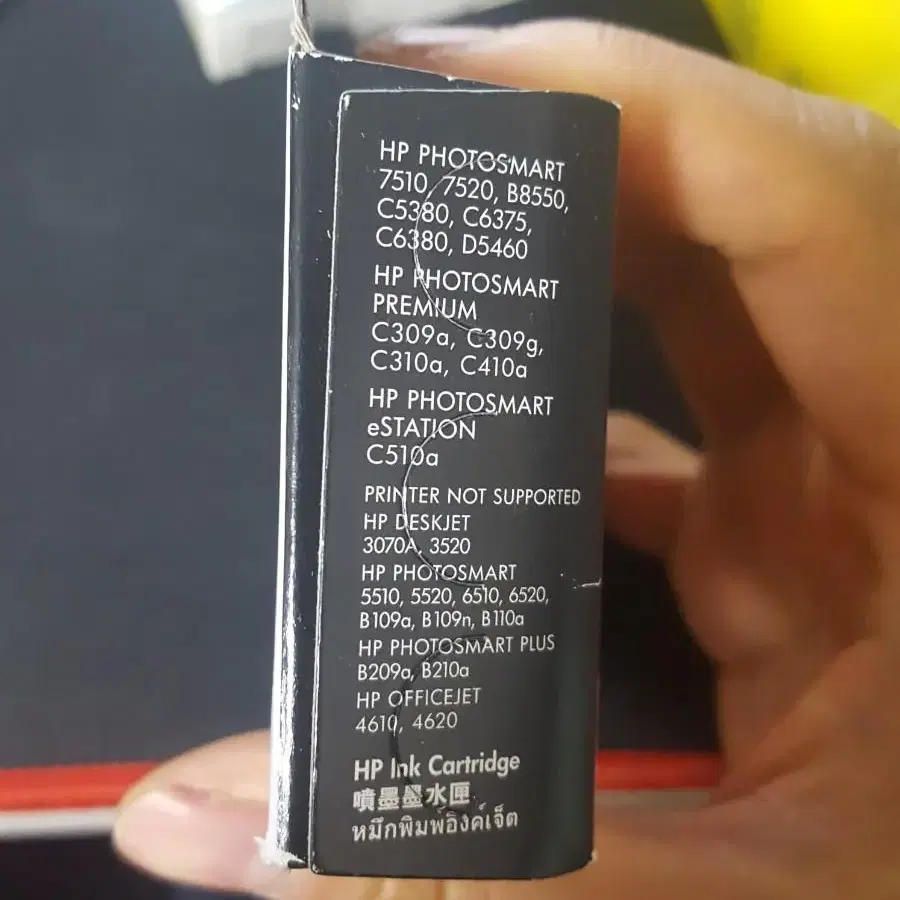 HP PHOTOSMART
7510, 7520, B8550,
C5380, C6375,
C6380, D5460
HP PHOTOSMART
PREMIUM
C309a, C309g,
C310a, C410a
HP PHOTOSMART
eSTATION
C510a
PRINTER NOT SUPPORTED
HP DESKJET
3070A, 3520
HP PHOTOSMART
5510, 5520, 6510, 6520,
B109a, B109n, B110a
HP PHOTOSMART PLUS
B209a, B210a
HP OFFICEJET
4610, 4620
HP Ink Cartridge
噴墨墨水匣
หมึกพิมพ์อิงค์เจ็ต